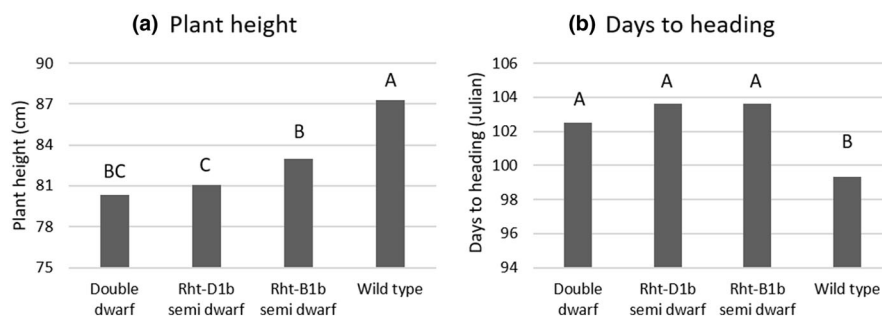 (a) Plant height
Plant height (cm)
90
87
84
81
78
75
BC
C
B
A
Double
dwarf
Rht-D1b
semi dwarf
Rht-B1b
semi dwarf
Wild type
(b) Days to heading
Days to heading (Julian)
106
104
102
100
98
96
94
A
A
A
B
Double
dwarf
Rht-D1b
semi dwarf
Rht-B1b
semi dwarf
Wild type